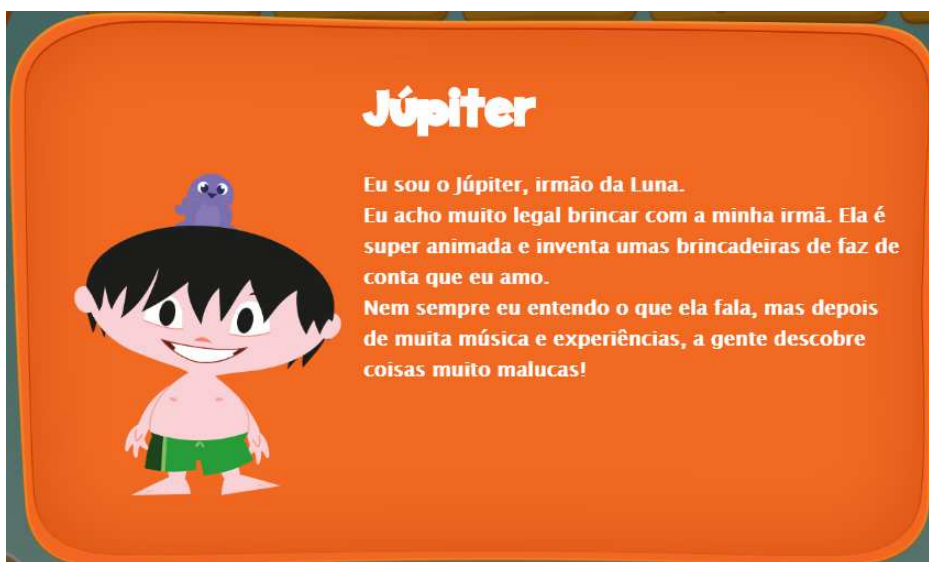 Júpiter
Eu sou o Júpiter, irmão da Luna.
Eu acho muito legal brincar com a minha irmã. Ela é
super animada e inventa umas brincadeiras de faz de
conta que eu amo.
Nem sempre eu entendo o que ela fala, mas depois
de muita música e experiências, a gente descobre
coisas muito malucas!